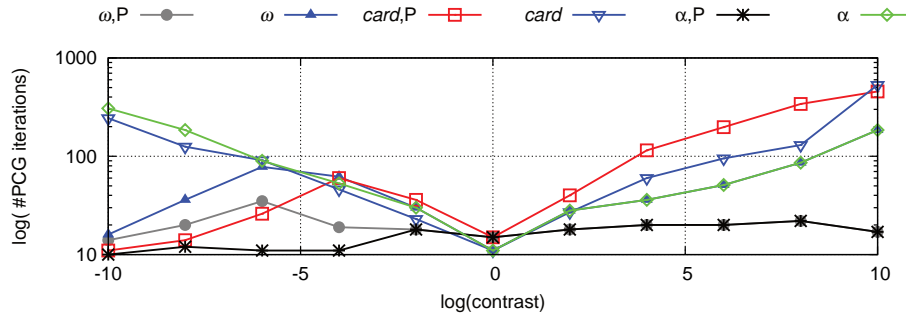 ω,P ω card,P card α,P α
1000
100
10
-10 -5 0 5 10
log( #PCG iterations)
log(contrast)